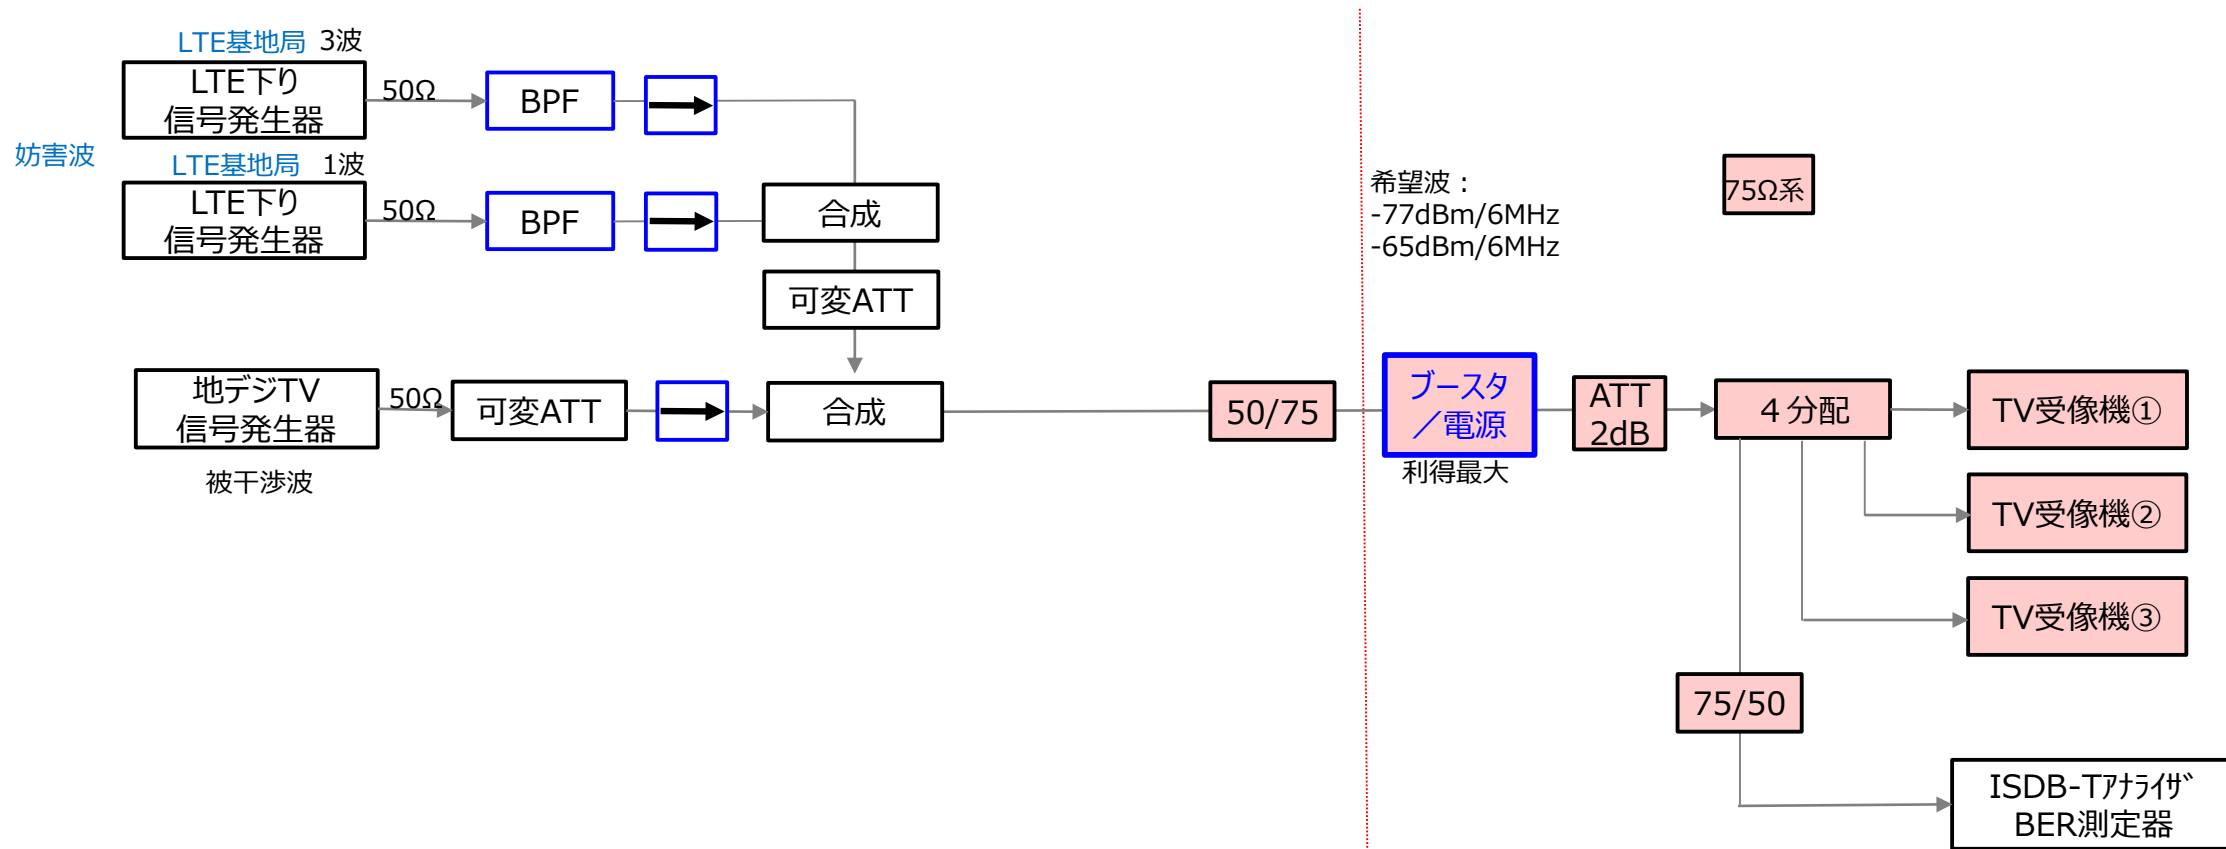 LTE基地局 3波
LTE下り
信号発生器
50Ω
BPF
妨害波
LTE基地局 1波
LTE下り
信号発生器
50Ω
BPF
合成
可変ATT
希望波：
-77dBm/6MHz
-65dBm/6MHz
75Ω系
地デジTV
信号発生器
50Ω
可変ATT
合成
50/75
ブースタ
／電源
利得最大
ATT
2dB
４分配
TV受像機①
被干渉波
TV受像機②
TV受像機③
75/50
ISDB-Tｱﾅﾗｲｻﾞ
BER測定器